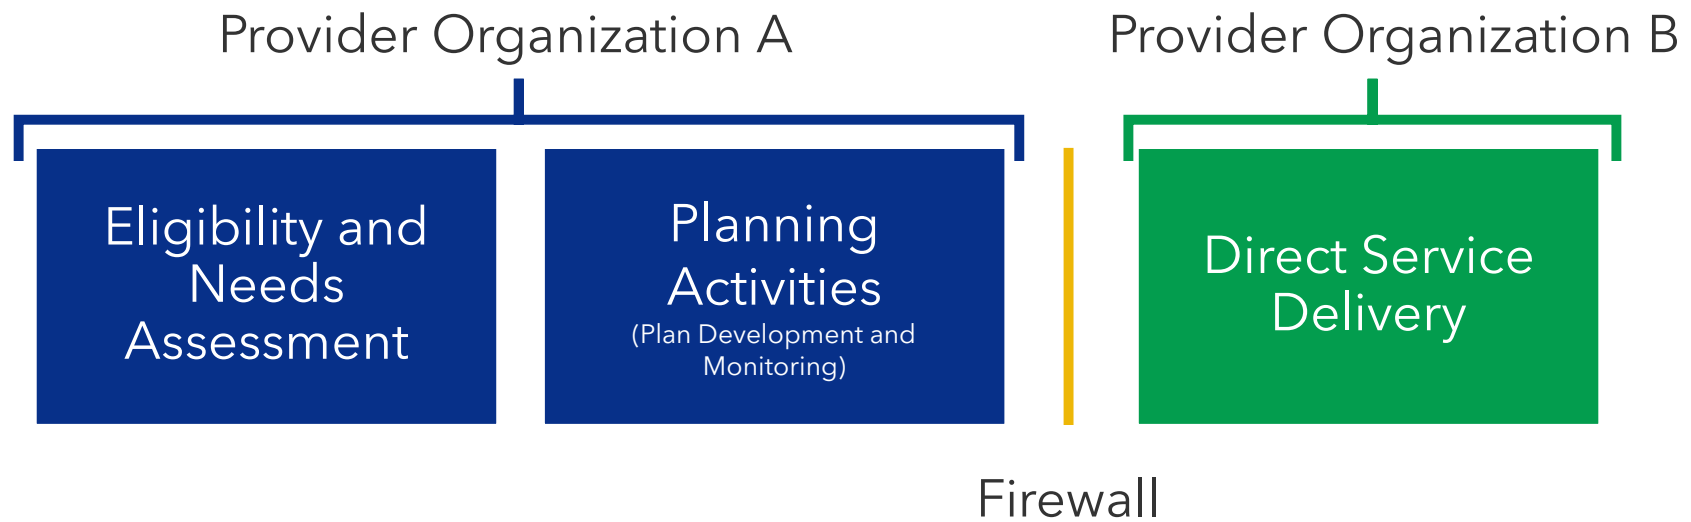 Provider Organization A
Provider Organization B
Eligibility and
Needs
Assessment
Planning
Activities
(Plan Development and
Monitoring)
Direct Service
Delivery
Firewall